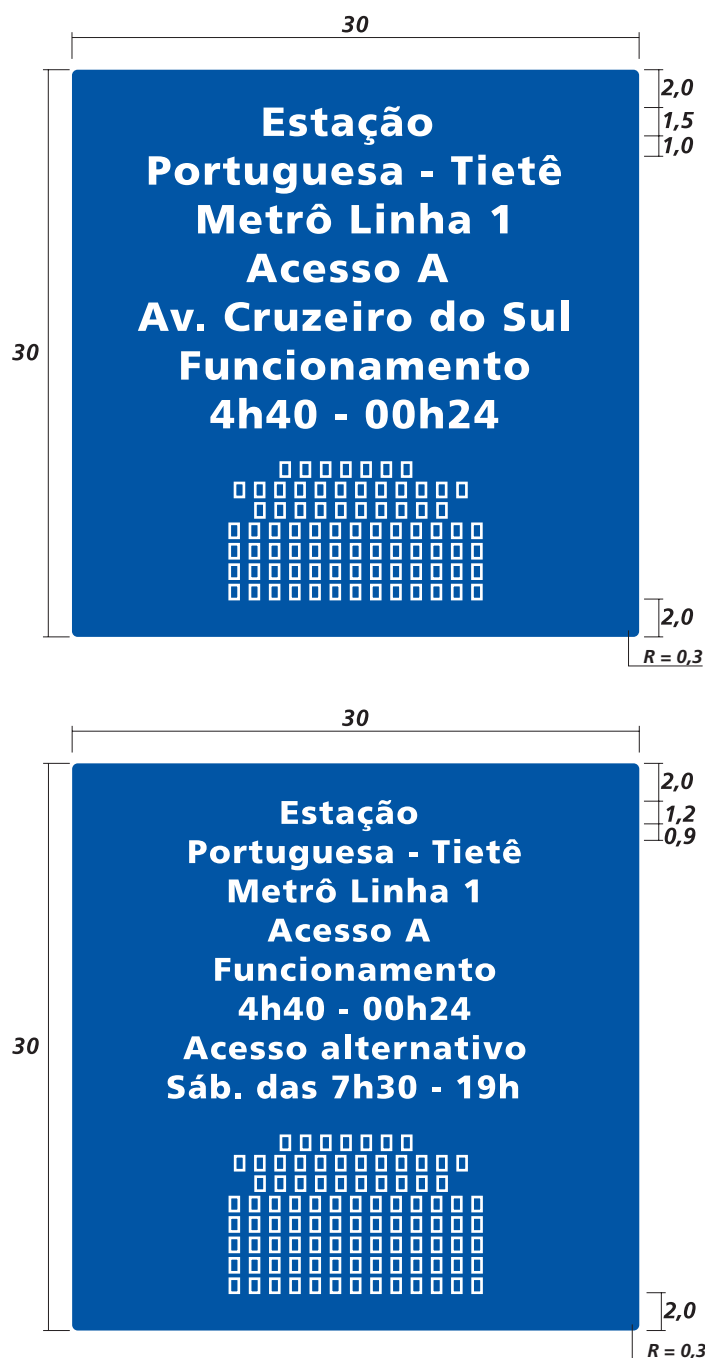 30
2,0
1,5
1,0
Estação
Portuguesa - Tietê
Metrô Linha 1
Acesso A
Av. Cruzeiro do Sul
30
Funcionamento
4h40 - 00h24
2,0
R = 0,3
30
2,0
1,2
0,9
Estação
Portuguesa - Tietê
Metrô Linha 1
Acesso A
Funcionamento
4h40 - 00h24
30
Acesso alternativo
Sáb. das 7h30 - 19h
2,0
R = 0,3